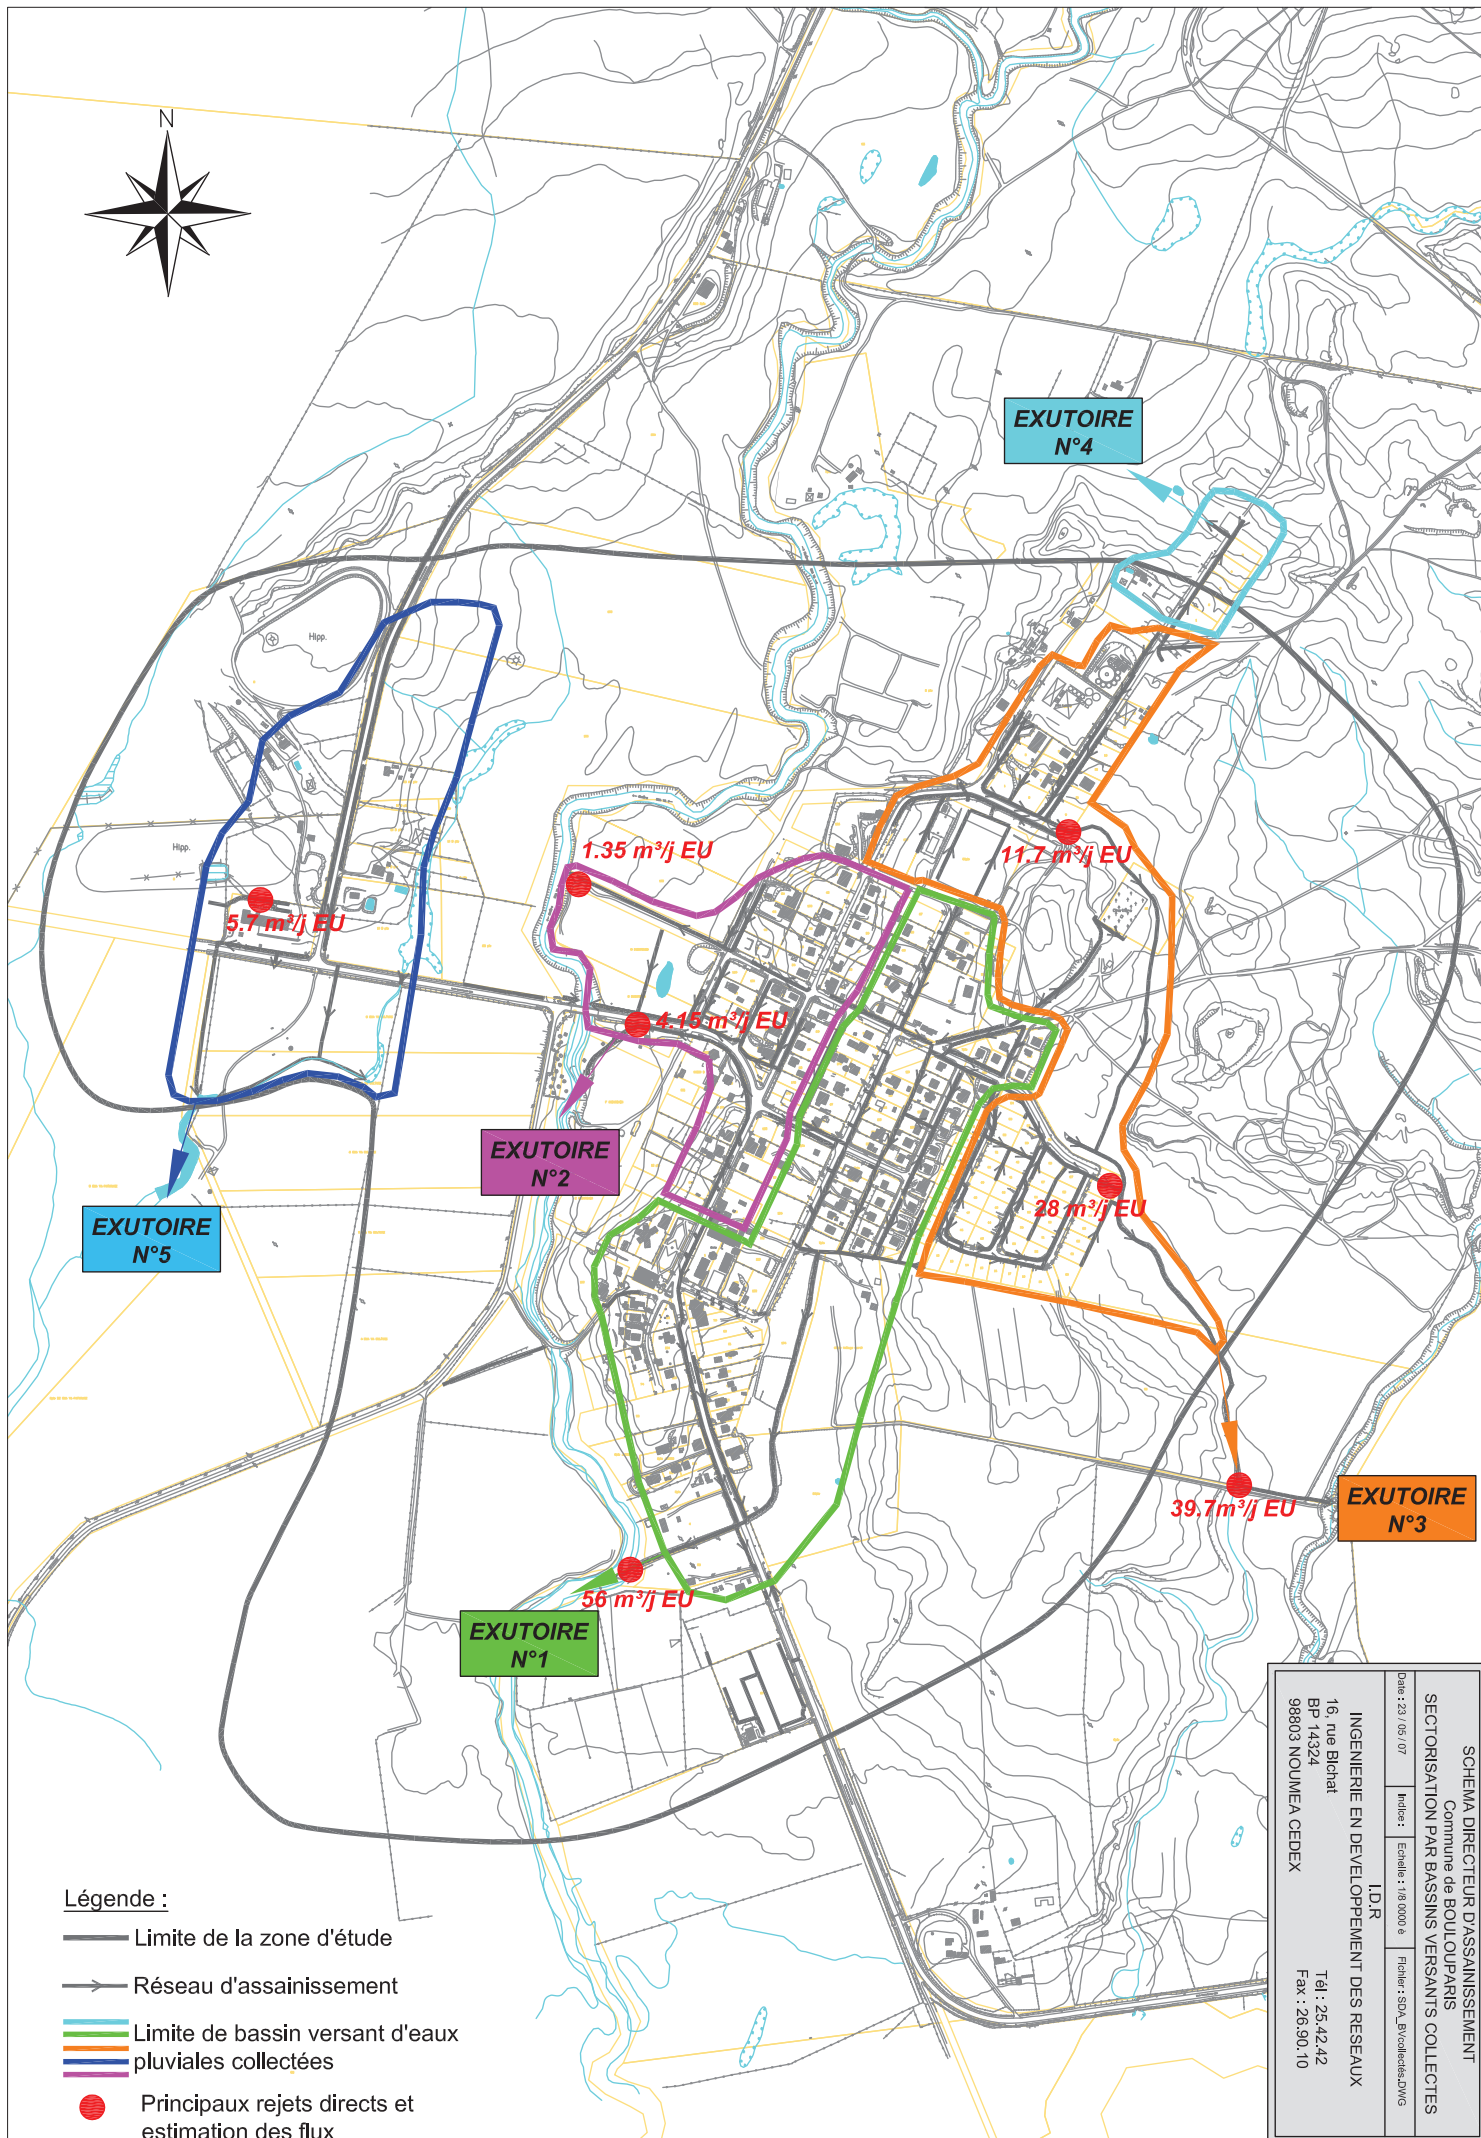 N
EXUTOIRE
N°4
Hipp.
Hipp.
1.35 m³/j EU
11.7 m³/j EU
5.7 m³/j EU
4.15 m³/j EU
EXUTOIRE
N°2
28 m³/j EU
EXUTOIRE
N°5
39.7m³/j EU
EXUTOIRE
N°3
56 m³/j EU
EXUTOIRE
N°1
SCHEMA DIRECTEUR D'ASSAINISSEMENT
Commune de BOULOUPARIS
SECTORISATION PAR BASSINS VERSANTS COLLECTES
Date : 23 / 05 / 07
Indice :
Echelle : 1/8 0000 è
Fichier : SDA_BVcollectés.DWG
I.D.R
INGENIERIE EN DEVELOPPEMENT DES RESEAUX
16, rue Bichat
BP 14324
98803 NOUMEA CEDEX
Tél : 25.42.42
Fax : 26.90.10
Légende :
Limite de la zone d'étude
Réseau d'assainissement
Limite de bassin versant d'eaux
pluviales collectées
Principaux rejets directs et
estimation des flux